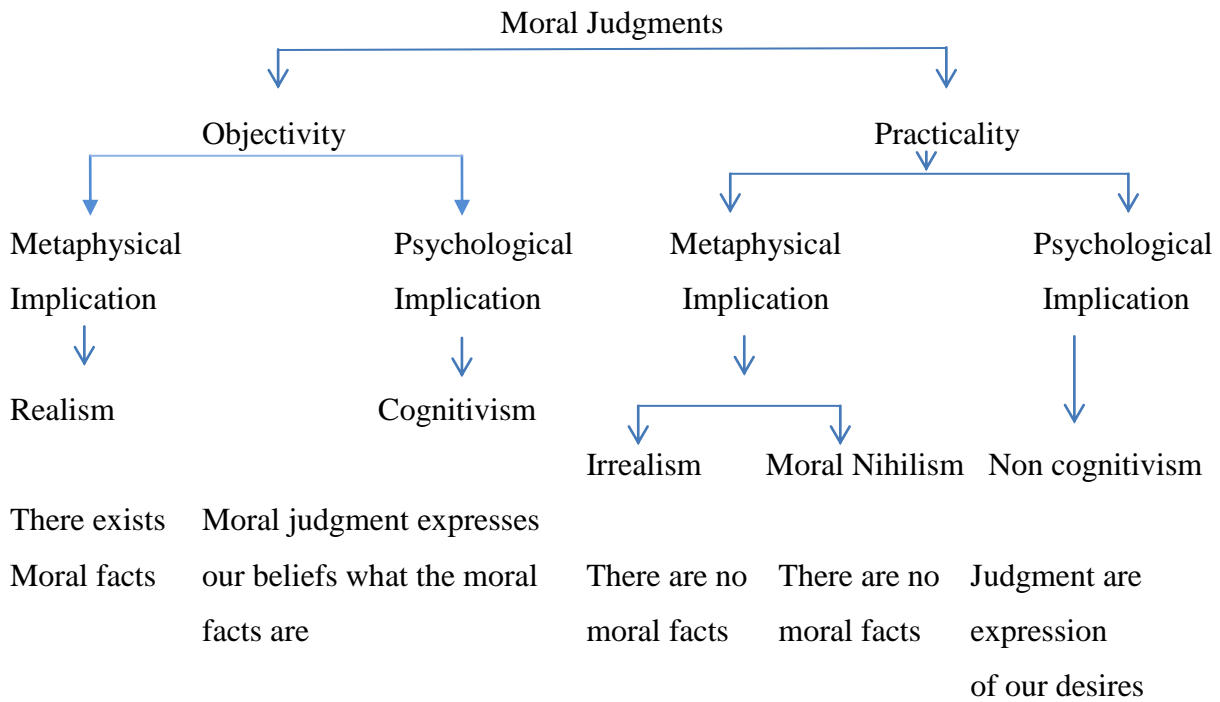 Moral Judgments
Objectivity Practicality
Metaphysical Psychological Metaphysical Psychological
Implication Implication Implication Implication
Realism Cognitivism
Irrealism Moral Nihilism Non cognitivism
There exists Moral judgment expresses
Moral facts our beliefs what the moral There are no There are no Judgment are
facts are moral facts moral facts expression
of our desires